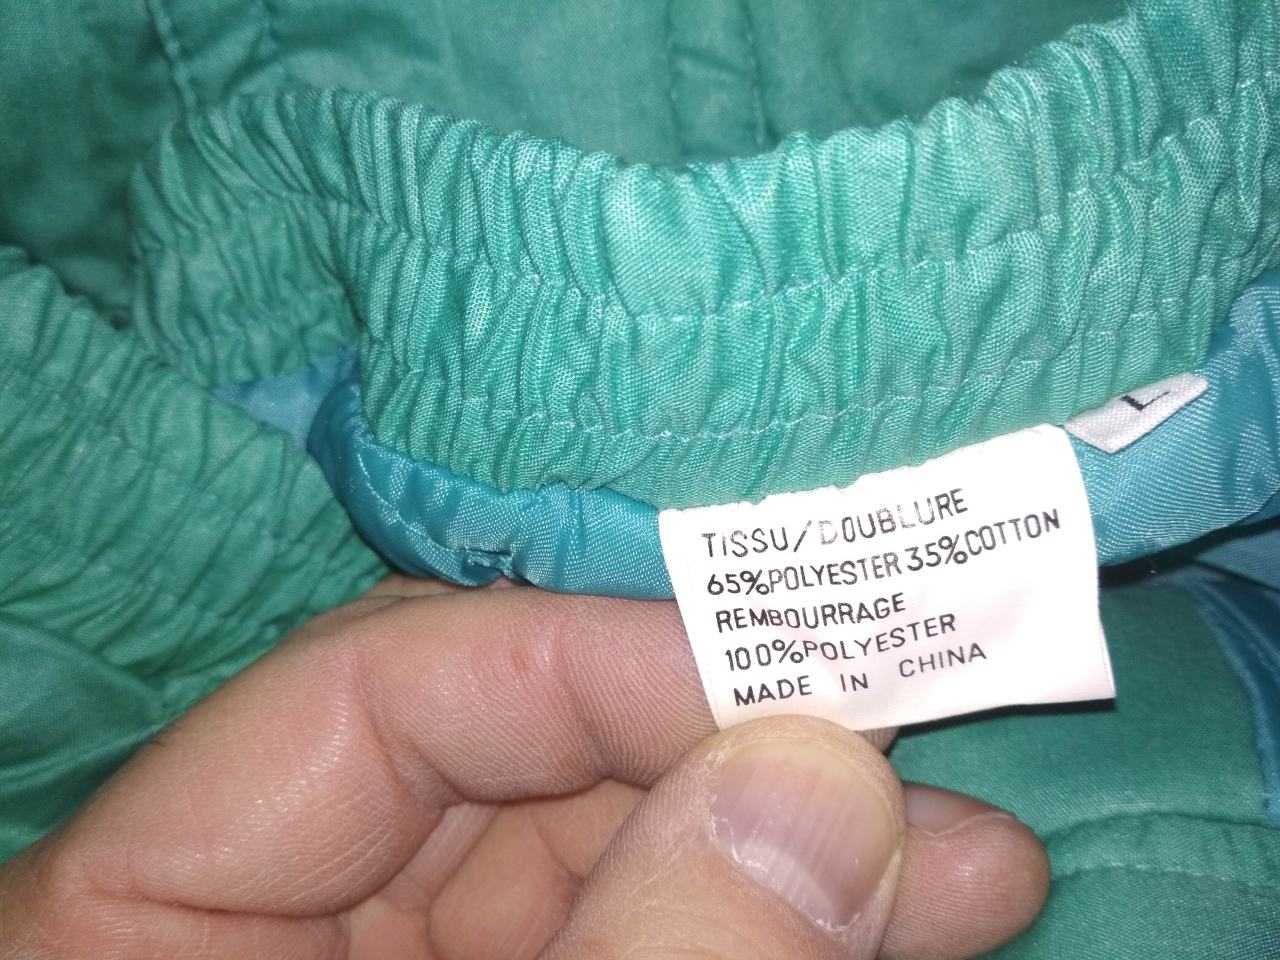 L
TISSU/DOUBLURE
65%POLYESTER 35%COTTON
REMBOURRAGE
100%POLYESTER
MADE IN CHINA